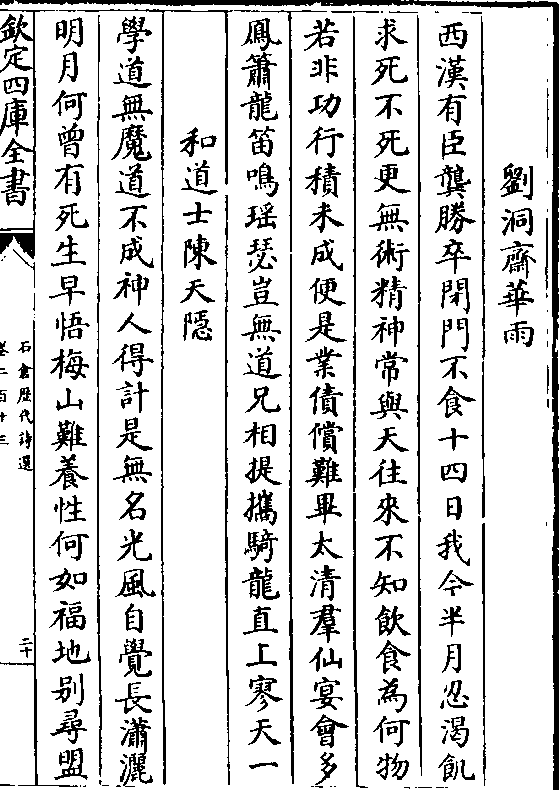 劉洞齋華雨
西漢有臣龔勝卒閉門不食十四日我今半月忍渴飢
求死不死更無術精神常與天往來不知飲食為何物
若非功行積未成便是業債償難畢太清羣仙宴會多
鳳簫龍笛鳴瑶瑟豈無道兄相提攜騎龍直上寥天一
和道士陳天隱
學道無魔道不成神人得計是無名光風自覺長瀟灑
明月何曾有死生早悟梅山難養性何如福地别尋盟
欽定四庫全書
石倉歴代詩選
卷二百十三
二十